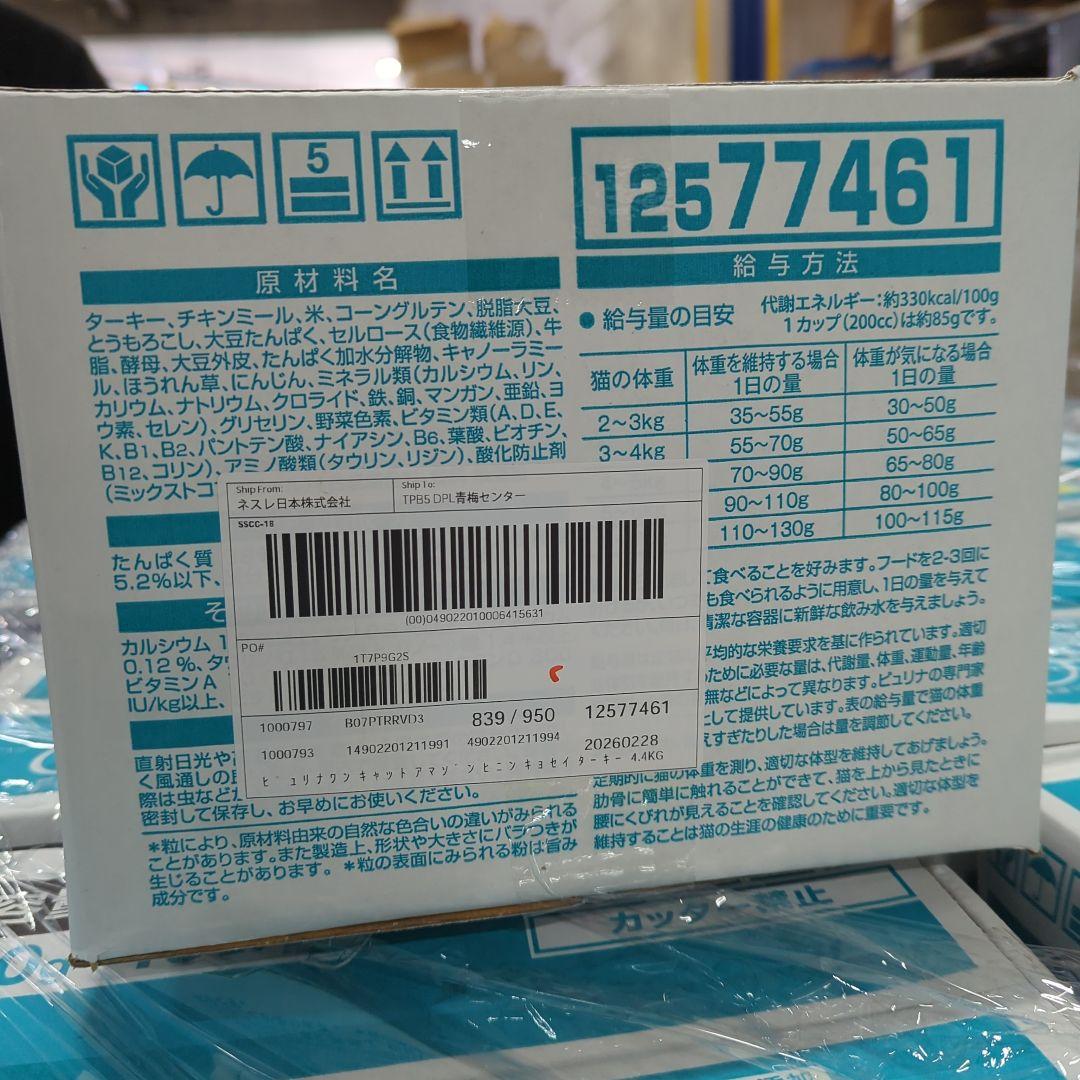 5
12577461
原材料名
ターキー、チキンミール、米、コーングルテン、脱脂大豆、
とうもろこし、大豆たんぱく、セルロース(食物繊維源)、牛
脂、酵母、大豆外皮、たんぱく加水分解物、キャノーラミー
ル、ほうれん草、にんじん、ミネラル類(カルシウム、リン、
カリウム、ナトリウム、クロライド、鉄、銅、マンガン、亜鉛、ヨ
ウ素、セレン)、グリセリン、野菜色素、ビタミン類(A、D、E、
K、B1、B2、パントテン酸、ナイアシン、B6、葉酸、ビオチン、
B12、コリン)、アミノ酸類(タウリン、リジン)、酸化防止剤
(ミックストコ
たんぱく質
5.2%以下、
そ
カルシウム 1
0.12%、タ
ビタミンA
IU/kg以上、
直射日光や
く風通しの
際は虫など
密封して保存し、お早めにお使いください。
*粒により、原材料由来の自然な色合いの違いがみられる
ことがあります。また製造上、形状や大きさにバラつきが
生じることがあります。*粒の表面にみられる粉は旨み
成分です。
給与方法
●給与量の目安
代謝エネルギー:約330kcal/100g
1カップ(200cc)は約85gです。
猫の体重 体重を維持する場合 1日の量 体重が気になる場合 1日の量
2~3kg 35~55g 30~50g
3~4kg 55~70g 50~65g
70~90g 65~80g
90~110g 80~100g
110~130g 100~115g
て食べることを好みます。フードを2-3回に
も食べられるように用意し、1日の量を与えて
清潔な容器に新鮮な飲み水を与えましょう。
平均的な栄養要求を基に作られています。適切
ために必要な量は、代謝量、体重、運動量、年齢
無などによって異なります。ピュリナの専門家
として提供しています。表の給与量で猫の体重
えすぎたりした場合は量を調節してください。
定期的に猫の体重を測り、適切な体型を維持してあげましょう。
肋骨に簡単に触れることができて、猫を上から見たときに
腰にくびれが見えることを確認してください。適切な体型を
維持することは猫の生涯の健康のために重要です。
Ship From:
ネスレ日本株式会社
Ship To:
TPB5 DPL青梅センター
SSCC-18
(00)049022010006415631
PO#
1T7P9G2S
1000797 B07PTRRVD3 839 / 950 12577461
1000793 14902201211991 4902201211994 20260228
ピュリナワン キャット アマゾン ヒニン キョセイ ターキー 4.4KG
カッター禁止